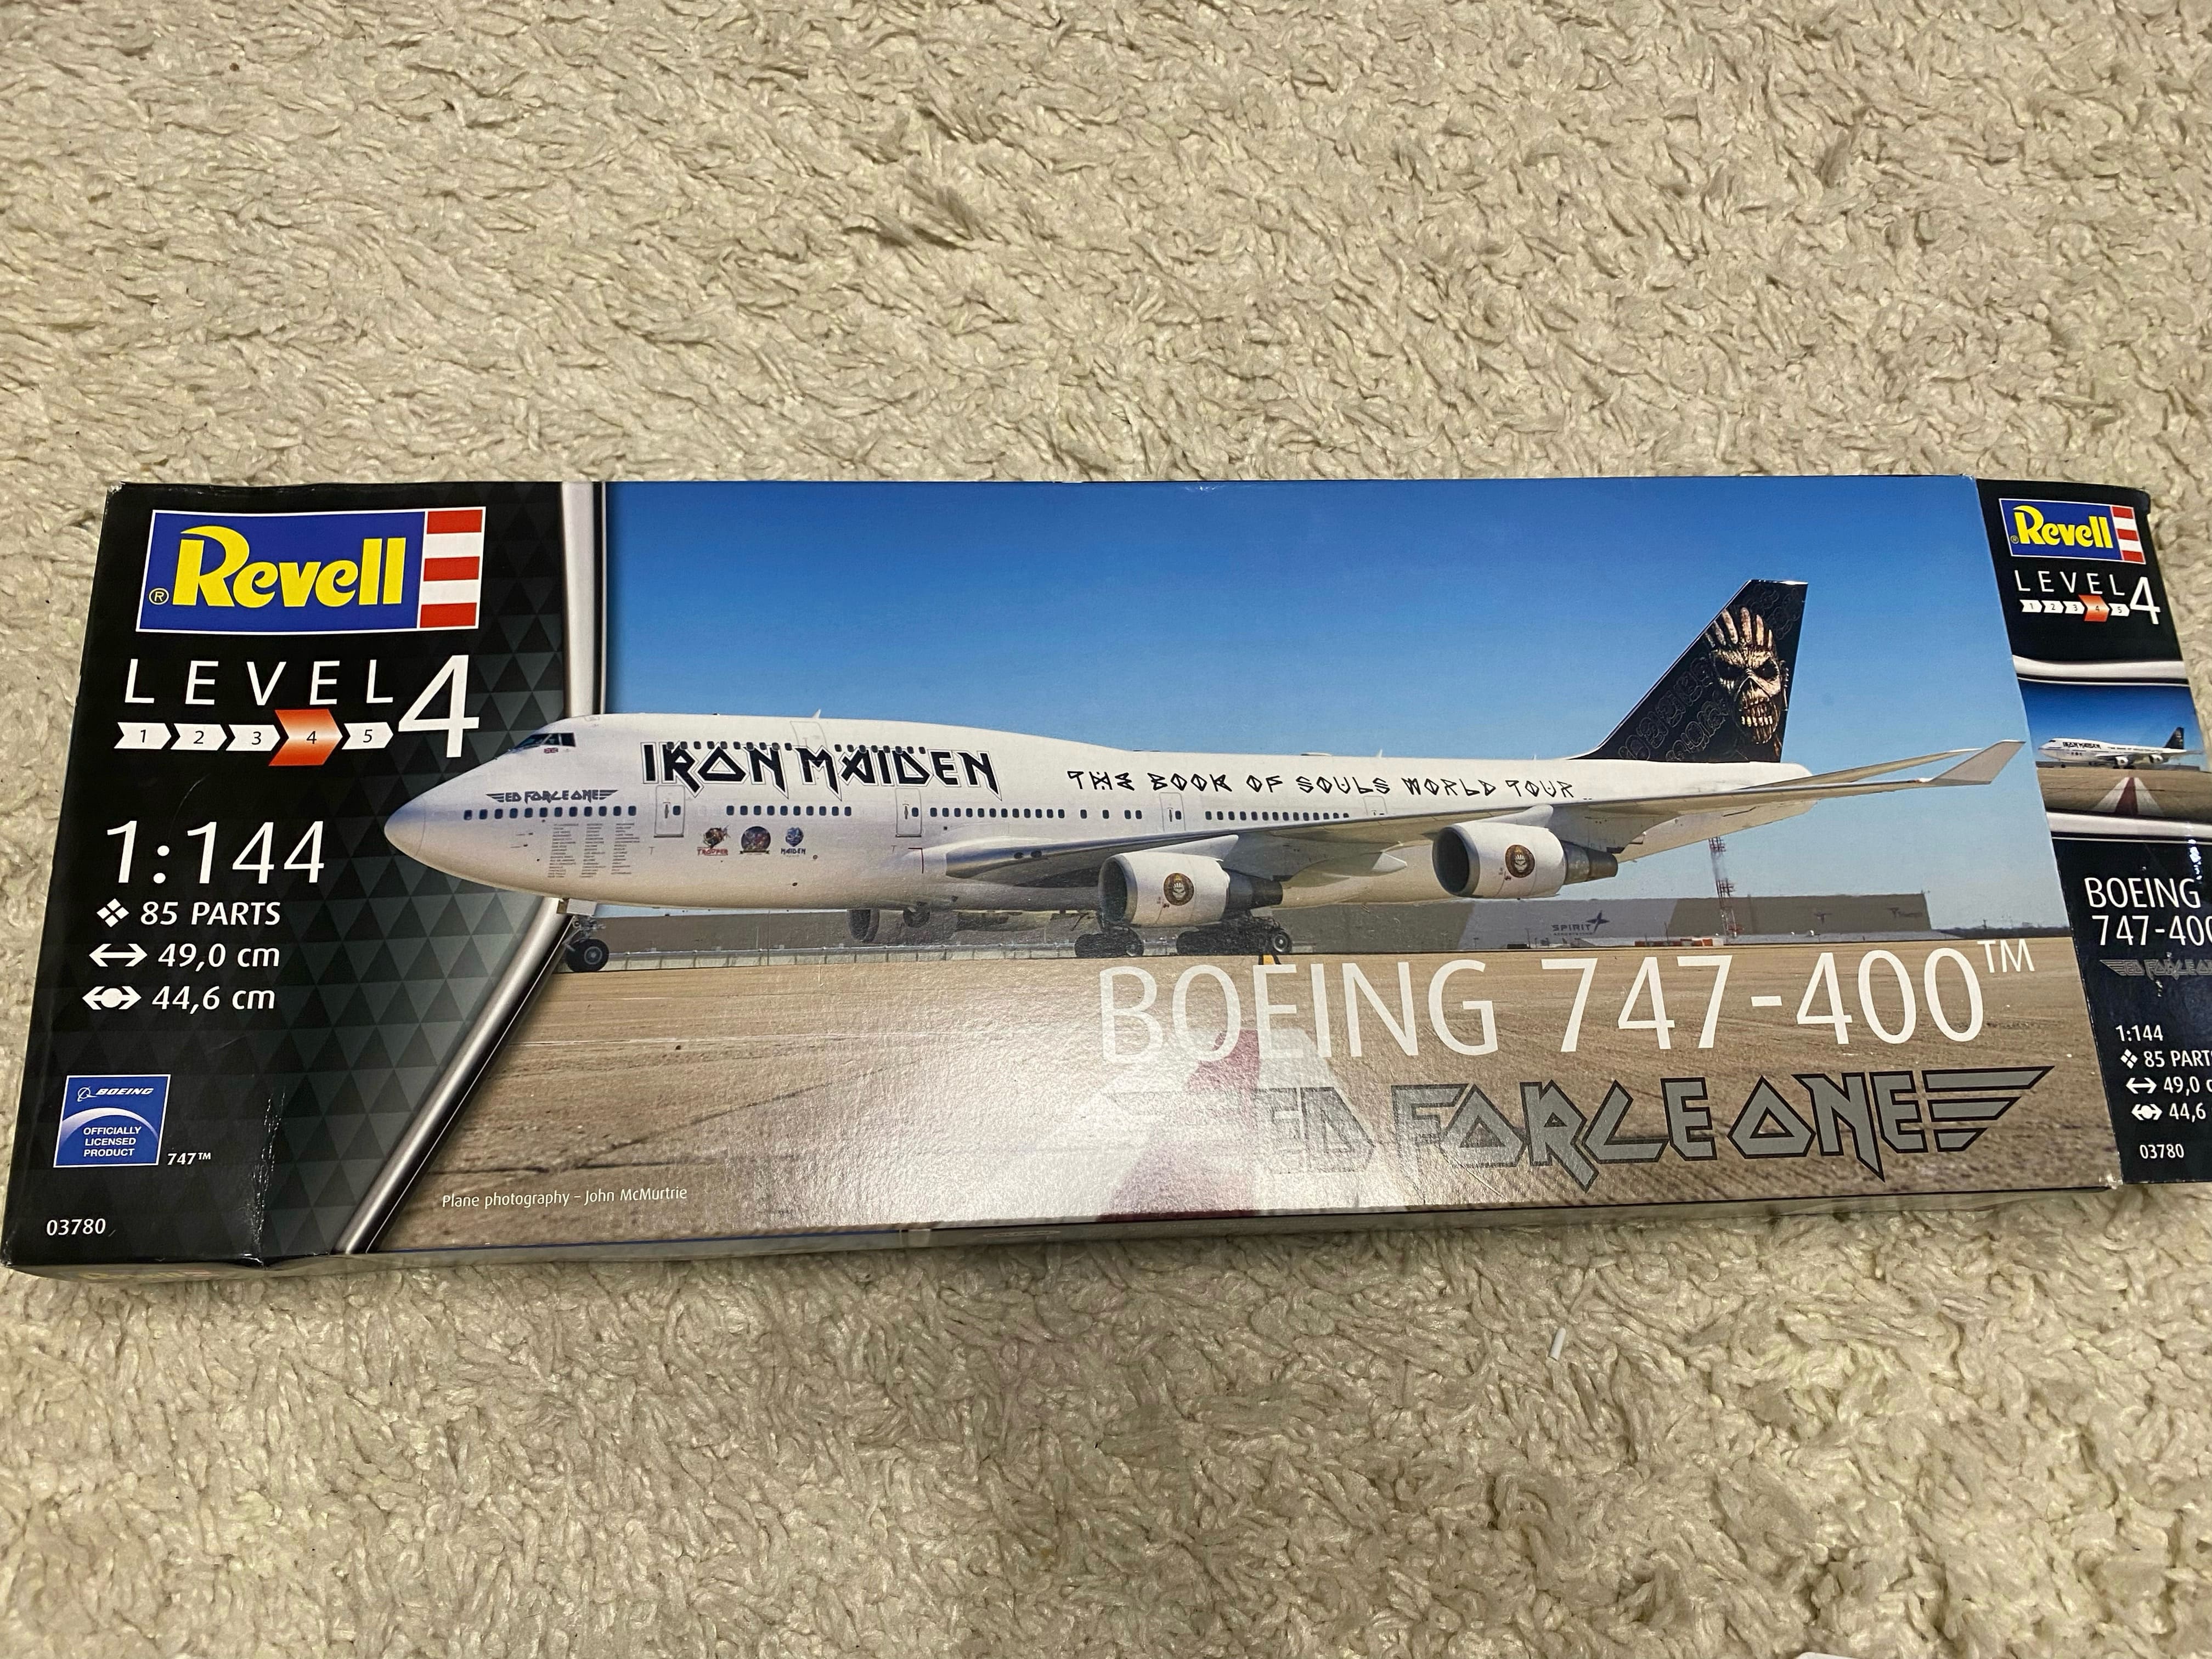 ® Revell
LEVEL 4
1 2 3 4 5
1:144
85 PARTS
49,0 cm
44,6 cm
BOEING
OFFICIALLY
LICENSED
PRODUCT
747™
03780
ED FORCE ONE
IRON MAIDEN
THE BOOK OF SOULS WORLD TOUR
TROOPER
MAIDEN
SPIRIT
BOEING 747-400™
ED FORCE ONE
Plane photography – John McMurtrie
® Revell
LEVEL 4
1 2 3 4 5
IRON MAIDEN
BOEING
747-400
1:144
85 PART
49,0 c
44,6
03780